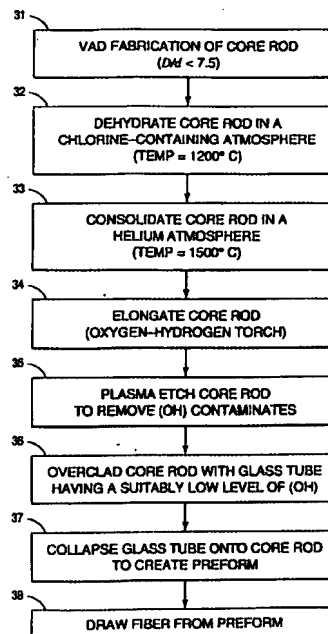 31
VAD FABRICATION OF CORE ROD
(D/d < 7.5)
32
DEHYDRATE CORE ROD IN A
CHLORINE-CONTAINING ATMOSPHERE
(TEMP = 1200° C)
33
CONSOLIDATE CORE ROD IN A
HELIUM ATMOSPHERE
(TEMP = 1500° C)
34
ELONGATE CORE ROD
(OXYGEN-HYDROGEN TORCH)
35
PLASMA ETCH CORE ROD
TO REMOVE (OH) CONTAMINATES
36
OVERCLAD CORE ROD WITH GLASS TUBE
HAVING A SUITABLY LOW LEVEL OF (OH)
37
COLLAPSE GLASS TUBE ONTO CORE ROD
TO CREATE PREFORM
38
DRAW FIBER FROM PREFORM